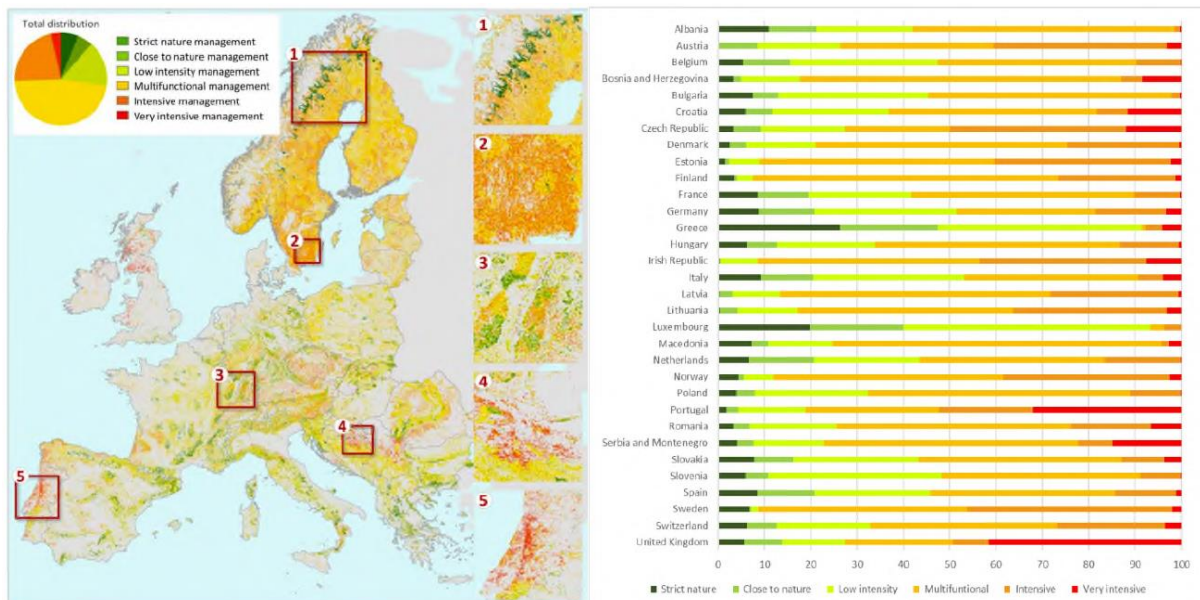 Total distribution
Strict nature management
Close to nature management
Low intensity management
Multifunctional management
Intensive management
Very intensive management
1
2
3
4
5
1
2
3
4
5
Albania
Austria
Belgium
Bosnia and Herzegovina
Bulgaria
Croatia
Czech Republic
Denmark
Estonia
Finland
France
Germany
Greece
Hungary
Irish Republic
Italy
Latvia
Lithuania
Luxembourg
Macedonia
Netherlands
Norway
Poland
Portugal
Romania
Serbia and Montenegro
Slovakia
Slovenia
Spain
Sweden
Switzerland
United Kingdom
0 10 20 30 40 50 60 70 80 90 100
Strict nature Close to nature Low intensity Multifuntional Intensive Very intensive